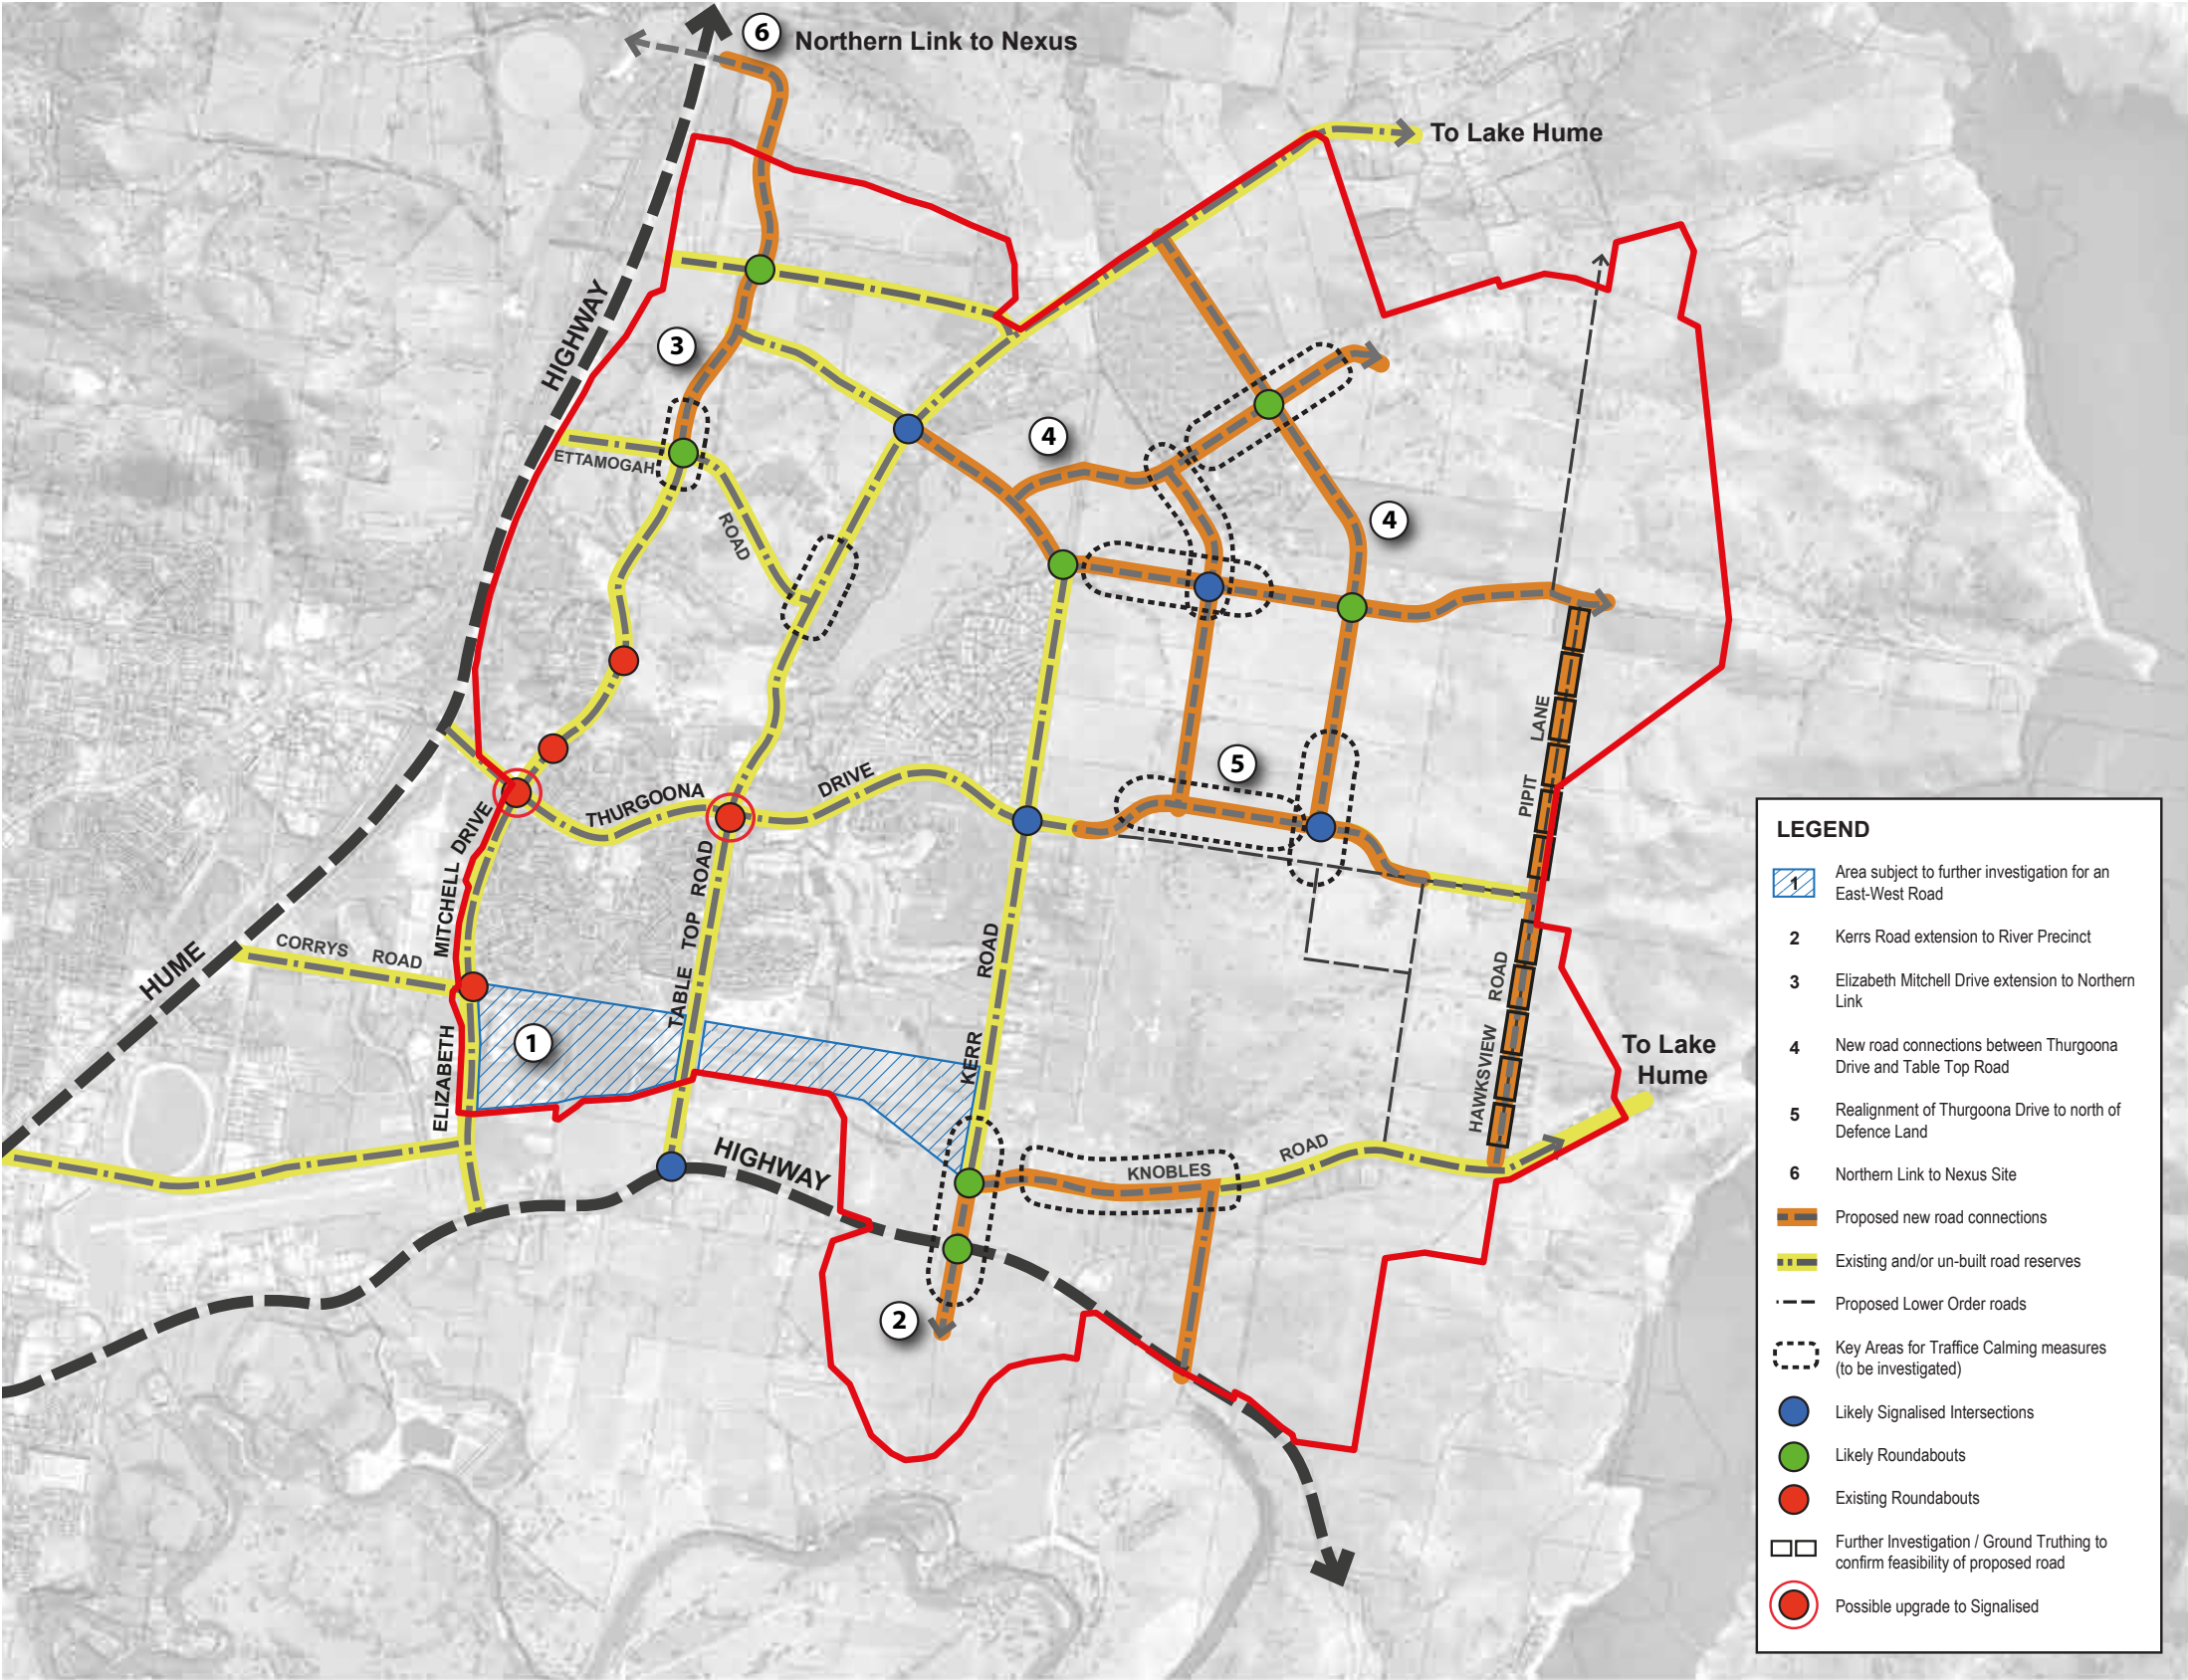 6
Northern Link to Nexus
To Lake Hume
HIGHWAY
3
4
ETTAMOGAH
ROAD
4
LANE
PIPIT
5
THURGOONA
DRIVE
MITCHELL DRIVE
TABLE TOP ROAD
CORRYS ROAD
HUME
KERR ROAD
HAWKSVIEW ROAD
1
ELIZABETH
To Lake
Hume
HIGHWAY
KNOBLES
ROAD
2
LEGEND
1
Area subject to further investigation for an
East-West Road
2
Kerrs Road extension to River Precinct
3
Elizabeth Mitchell Drive extension to Northern
Link
4
New road connections between Thurgoona
Drive and Table Top Road
5
Realignment of Thurgoona Drive to north of
Defence Land
6
Northern Link to Nexus Site
Proposed new road connections
Existing and/or un-built road reserves
Proposed Lower Order roads
Key Areas for Traffice Calming measures
(to be investigated)
Likely Signalised Intersections
Likely Roundabouts
Existing Roundabouts
Further Investigation / Ground Truthing to
confirm feasibility of proposed road
Possible upgrade to Signalised